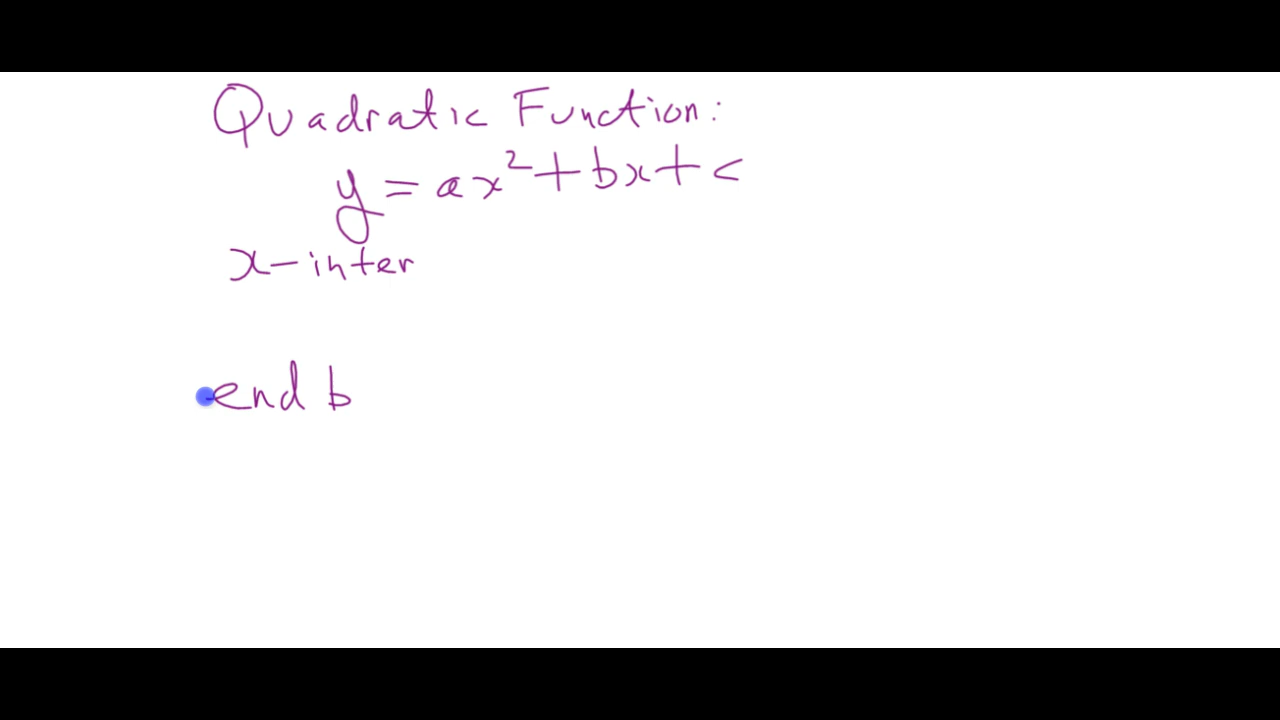 Quadratic Function:
y = ax² + bx + c
x-inter
end b